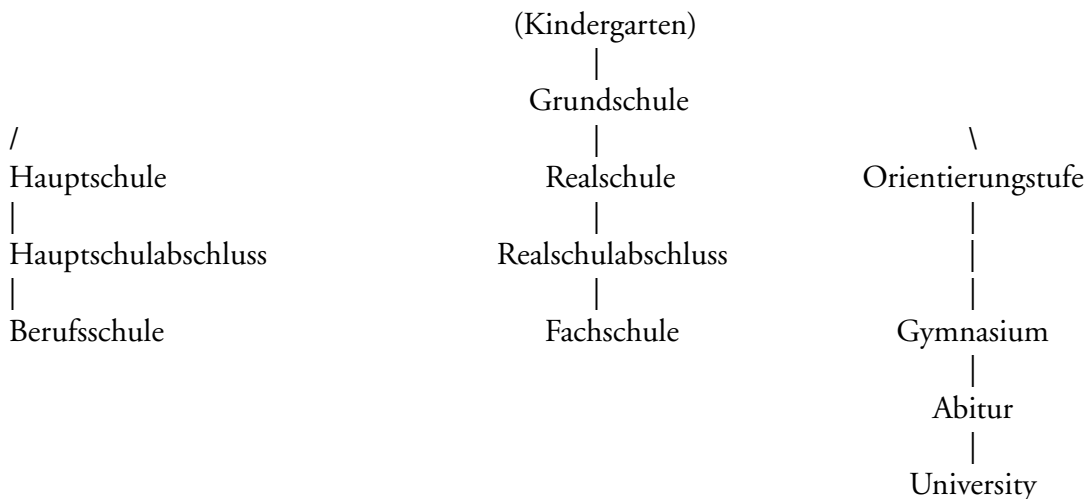 (Kindergarten)
|
Grundschule
/ | \
Hauptschule Realschule Orientierungstufe
| | |
Hauptschulabschluss Realschulabschluss |
| | |
Berufsschule Fachschule Gymnasium
|
Abitur
|
University